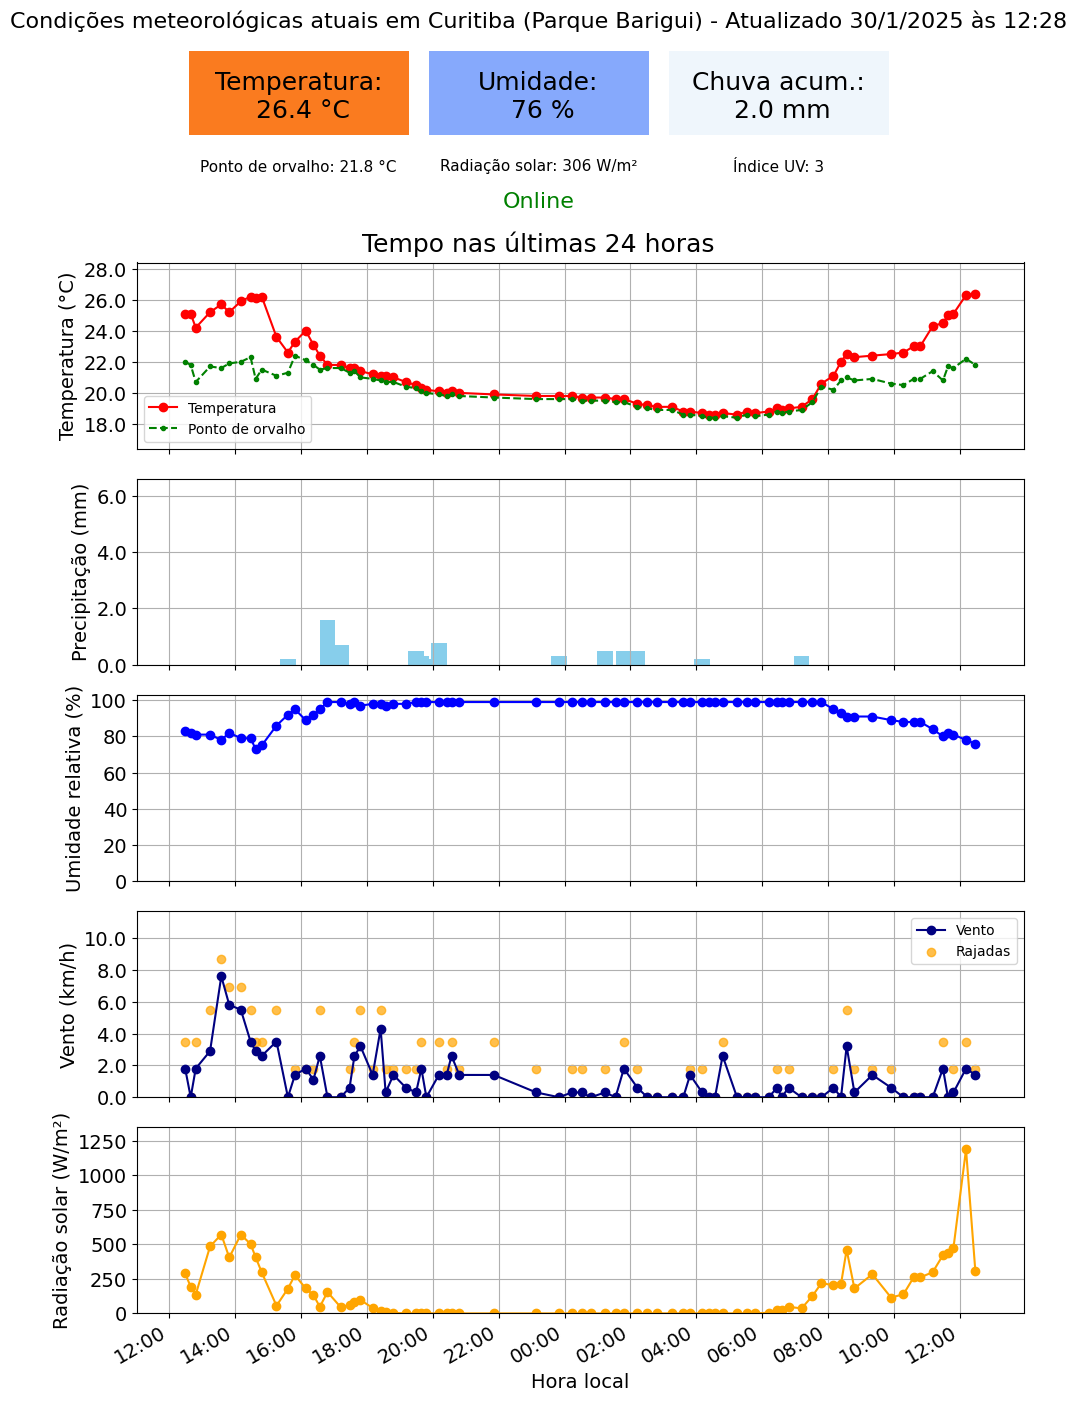 Condições meteorológicas atuais em Curitiba (Parque Barigui) - Atualizado 30/1/2025 às 12:28
Temperatura:
26.4 °C
Umidade:
76 %
Chuva acum.:
2.0 mm
Ponto de orvalho: 21.8 °C
Radiação solar: 306 W/m²
Índice UV: 3
Online
Tempo nas últimas 24 horas
Temperatura (°C)
28.0
26.0
24.0
22.0
20.0
18.0
Temperatura
Ponto de orvalho
Precipitação (mm)
6.0
4.0
2.0
0.0
Umidade relativa (%)
100
80
60
40
20
0
Vento (km/h)
10.0
8.0
6.0
4.0
2.0
0.0
Vento
Rajadas
Radiação solar (W/m²)
1250
1000
750
500
250
0
12:00
14:00
16:00
18:00
20:00
22:00
00:00
02:00
04:00
06:00
08:00
10:00
12:00
Hora local